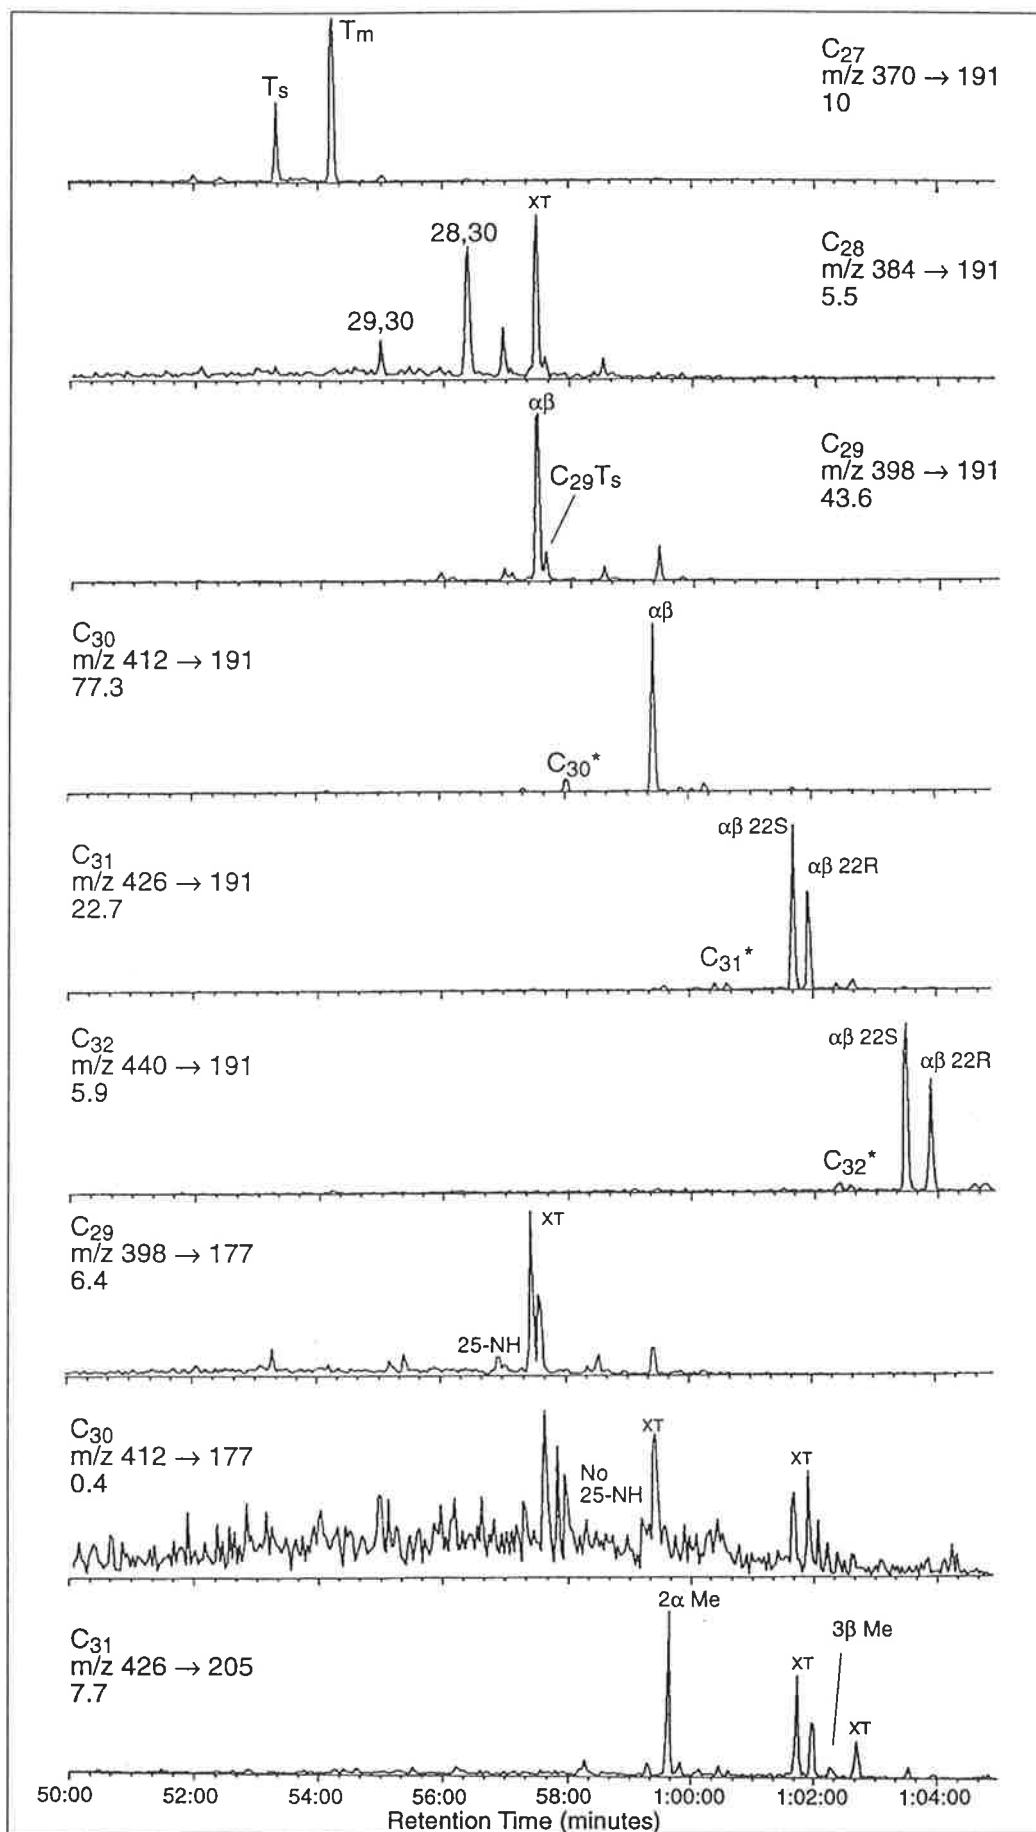 Tm
Ts
C27
m/z 370 → 191
10
XT
28,30
29,30
C28
m/z 384 → 191
5.5
αβ
C29Ts
C29
m/z 398 → 191
43.6
C30
m/z 412 → 191
77.3
αβ
C30*
C31
m/z 426 → 191
22.7
αβ 22S
αβ 22R
C31*
C32
m/z 440 → 191
5.9
αβ 22S
αβ 22R
C32*
C29
m/z 398 → 177
6.4
XT
25-NH
C30
m/z 412 → 177
0.4
No
25-NH
XT
XT
C31
m/z 426 → 205
7.7
2α Me
XT
3β Me
XT
50:00 52:00 54:00 56:00 58:00 1:00:00 1:02:00 1:04:00
Retention Time (minutes)